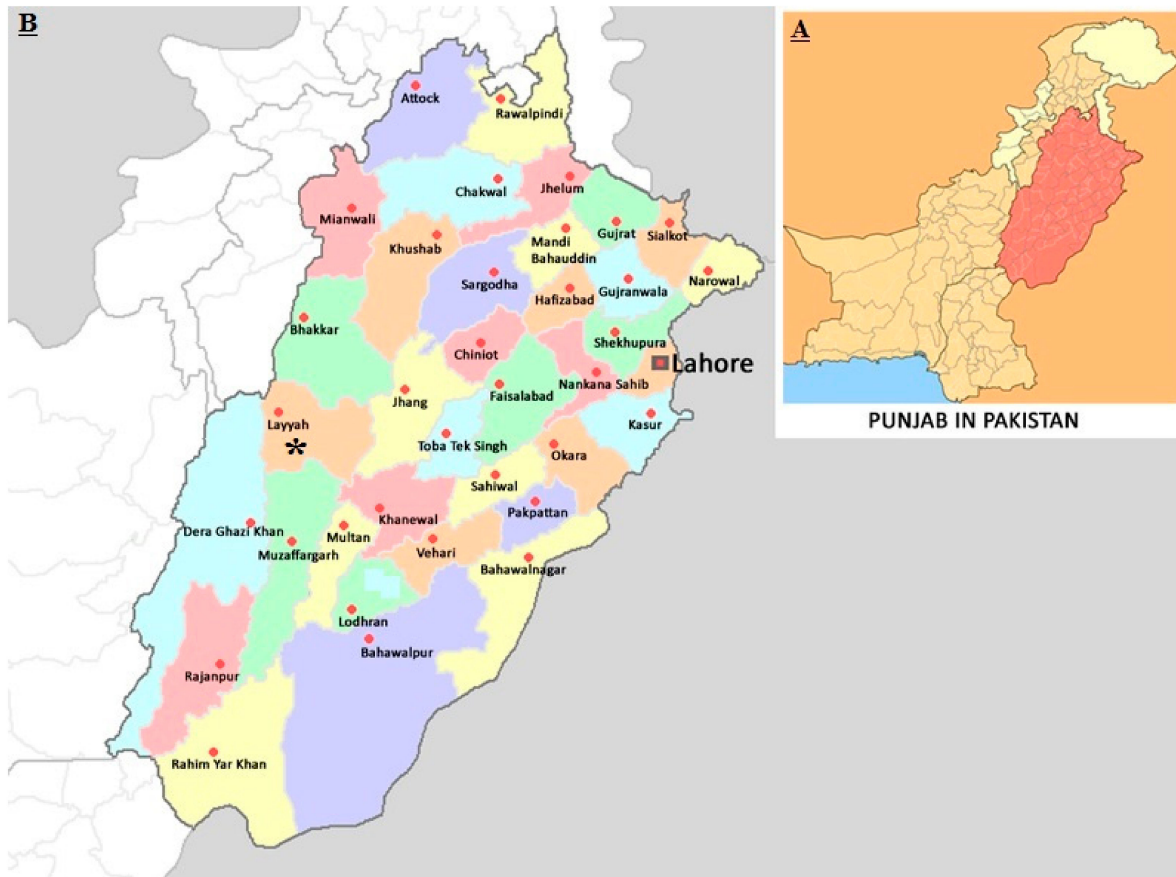 B
A
Attock
Rawalpindi
Chakwal
Jhelum
Mianwali
Khushab
Mandi
Bahauddin
Gujrat
Sialkot
Sargodha
Hafizabad
Gujranwala
Narowal
Bhakkar
Chiniot
Shekhupura
Lahore
Jhang
Faisalabad
Nankana Sahib
Layyah
*
Toba Tek Singh
Okara
Kasur
Sahiwal
Dera Ghazi Khan
Muzaffargarh
Multan
Khanewal
Pakpattan
Vehari
Bahawalnagar
Lodhran
Bahawalpur
Rajanpur
Rahim Yar Khan
PUNJAB IN PAKISTAN